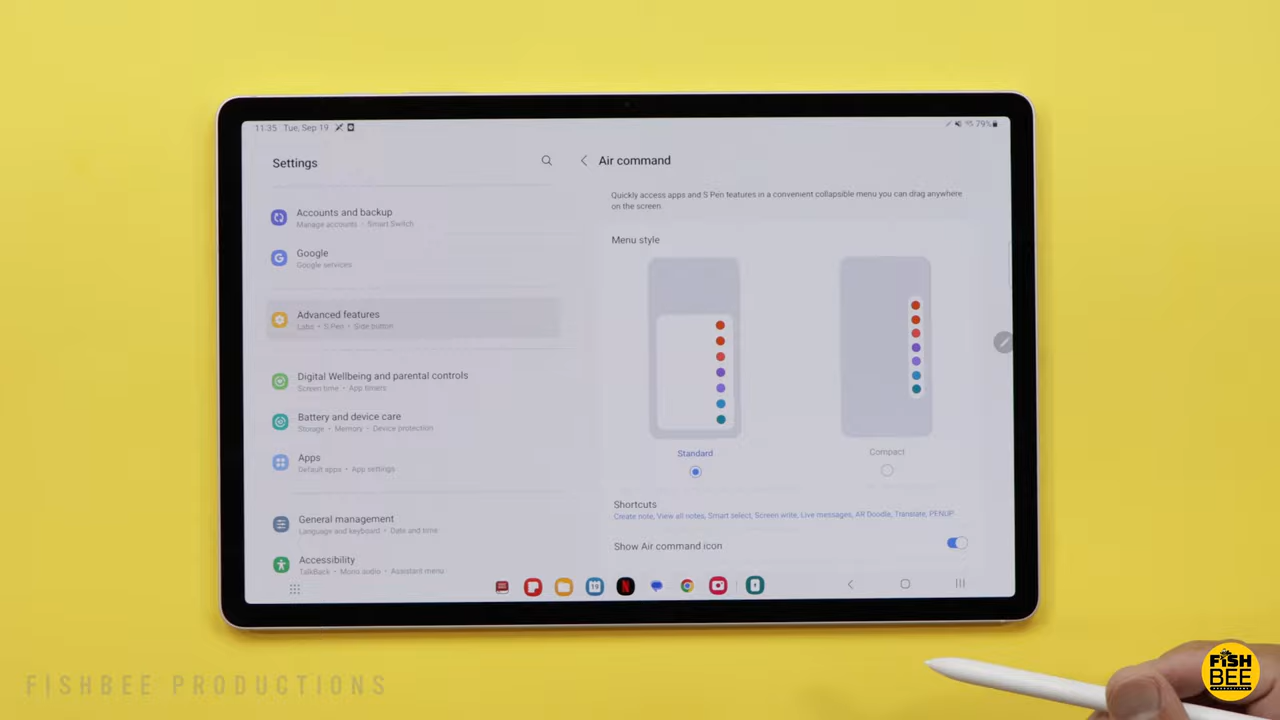 11:35 Tue, Sep 19
79%
Settings
Air command
Quickly access apps and S Pen features in a convenient collapsible menu you can drag anywhere
on the screen.
Accounts and backup
Manage accounts • Smart Switch
Google
Google services
Advanced features
Labs • S Pen • Side button
Digital Wellbeing and parental controls
Screen time • App timers
Battery and device care
Storage • Memory • Device protection
Apps
Default apps • App settings
General management
Language and keyboard • Date and time
Accessibility
TalkBack • Mono audio • Assistant menu
Menu style
Standard
Compact
Shortcuts
Create note, View all notes, Smart select, Screen write, Live messages, AR Doodle, Translate, PENUP
Show Air command icon
19
N
FISHBEE PRODUCTIONS
FISH
BEE
PRODUCTIONS